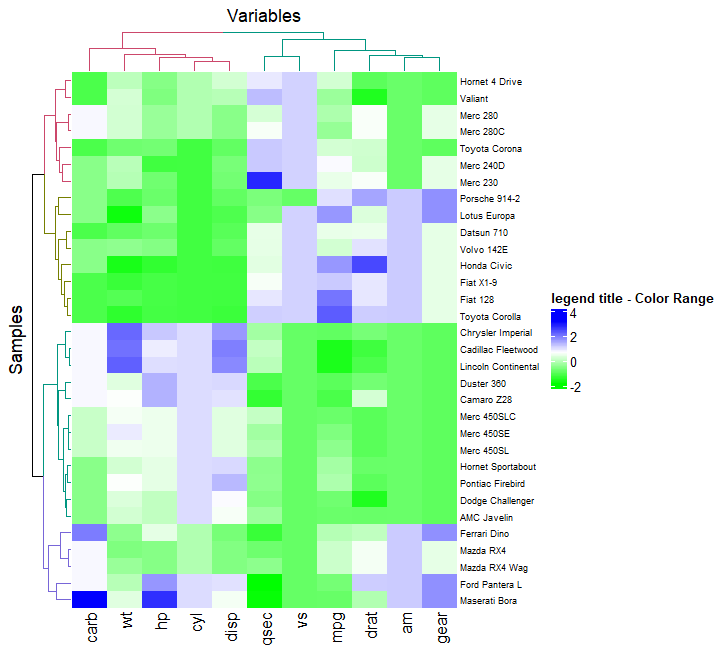 Variables
Samples
Hornet 4 Drive
Valiant
Merc 280
Merc 280C
Toyota Corona
Merc 240D
Merc 230
Porsche 914-2
Lotus Europa
Datsun 710
Volvo 142E
Honda Civic
Fiat X1-9
Fiat 128
Toyota Corolla
Chrysler Imperial
Cadillac Fleetwood
Lincoln Continental
Duster 360
Camaro Z28
Merc 450SLC
Merc 450SE
Merc 450SL
Hornet Sportabout
Pontiac Firebird
Dodge Challenger
AMC Javelin
Ferrari Dino
Mazda RX4
Mazda RX4 Wag
Ford Pantera L
Maserati Bora
carb
wt
hp
cyl
disp
qsec
vs
mpg
drat
am
gear
legend title - Color Range
4
2
0
-2